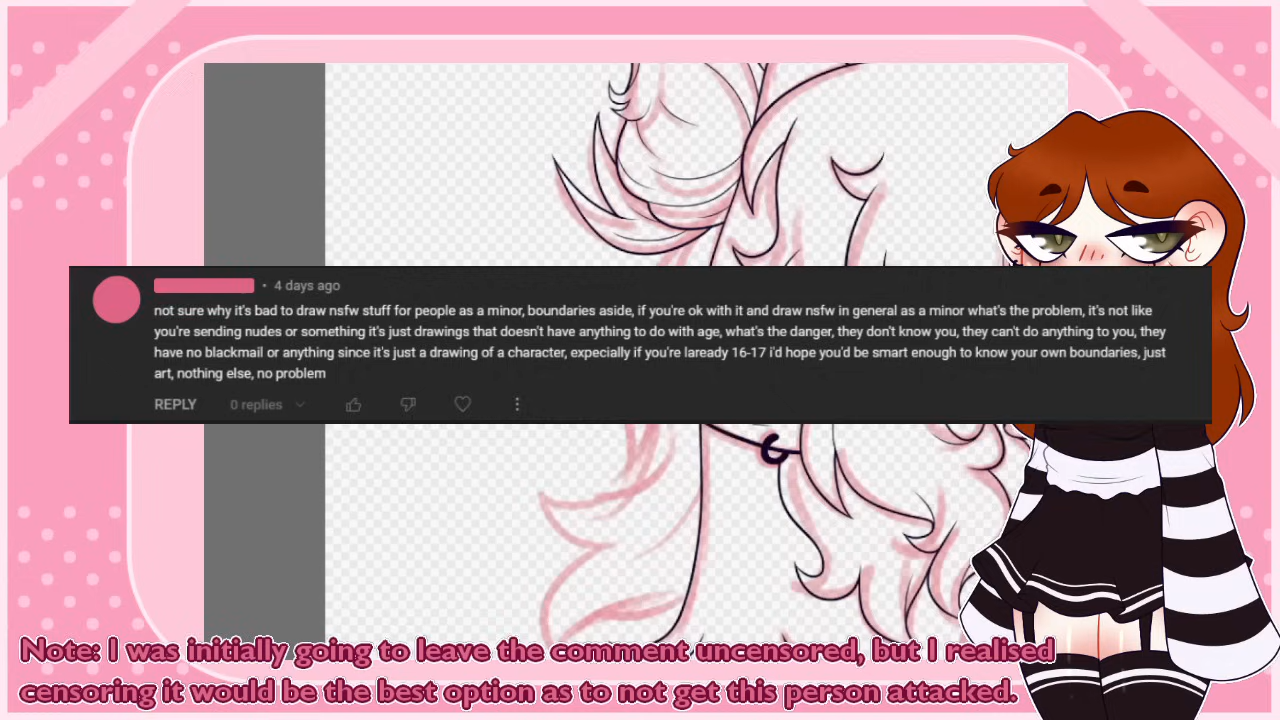 • 4 days ago
not sure why it's bad to draw nsfw stuff for people as a minor, boundaries aside, if you're ok with it and draw nsfw in general as a minor what's the problem, it's not like
you're sending nudes or something it's just drawings that doesn't have anything to do with age, what's the danger, they don't know you, they can't do anything to you, they
have no blackmail or anything since it's just a drawing of a character, expecially if you're laready 16-17 i'd hope you'd be smart enough to know your own boundaries, just
art, nothing else, no problem
REPLY 0 replies
Note: I was initially going to leave the comment uncensored, but I realised
censoring it would be the best option as to not get this person attacked.